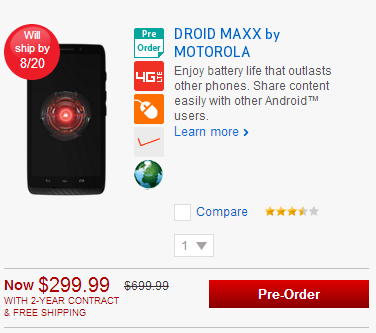 Will
ship by
8/20
Pre
Order
4G LTE
DROID MAXX by
MOTOROLA
Enjoy battery life that outlasts
other phones. Share content
easily with other Android™
users.
Learn more ›
Compare
1
Now $299.99 $699.99
WITH 2-YEAR CONTRACT
& FREE SHIPPING
Pre-Order